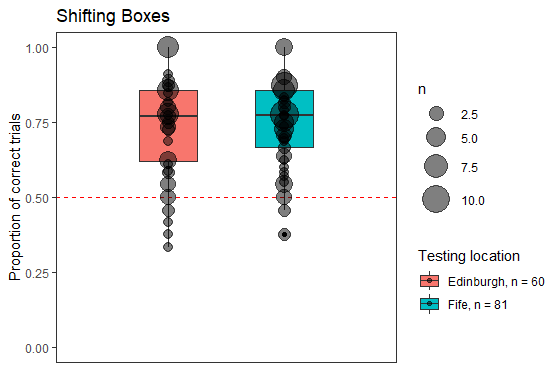 Shifting Boxes
Proportion of correct trials
1.00
0.75
0.50
0.25
0.00
n
2.5
5.0
7.5
10.0
Testing location
Edinburgh, n = 60
Fife, n = 81